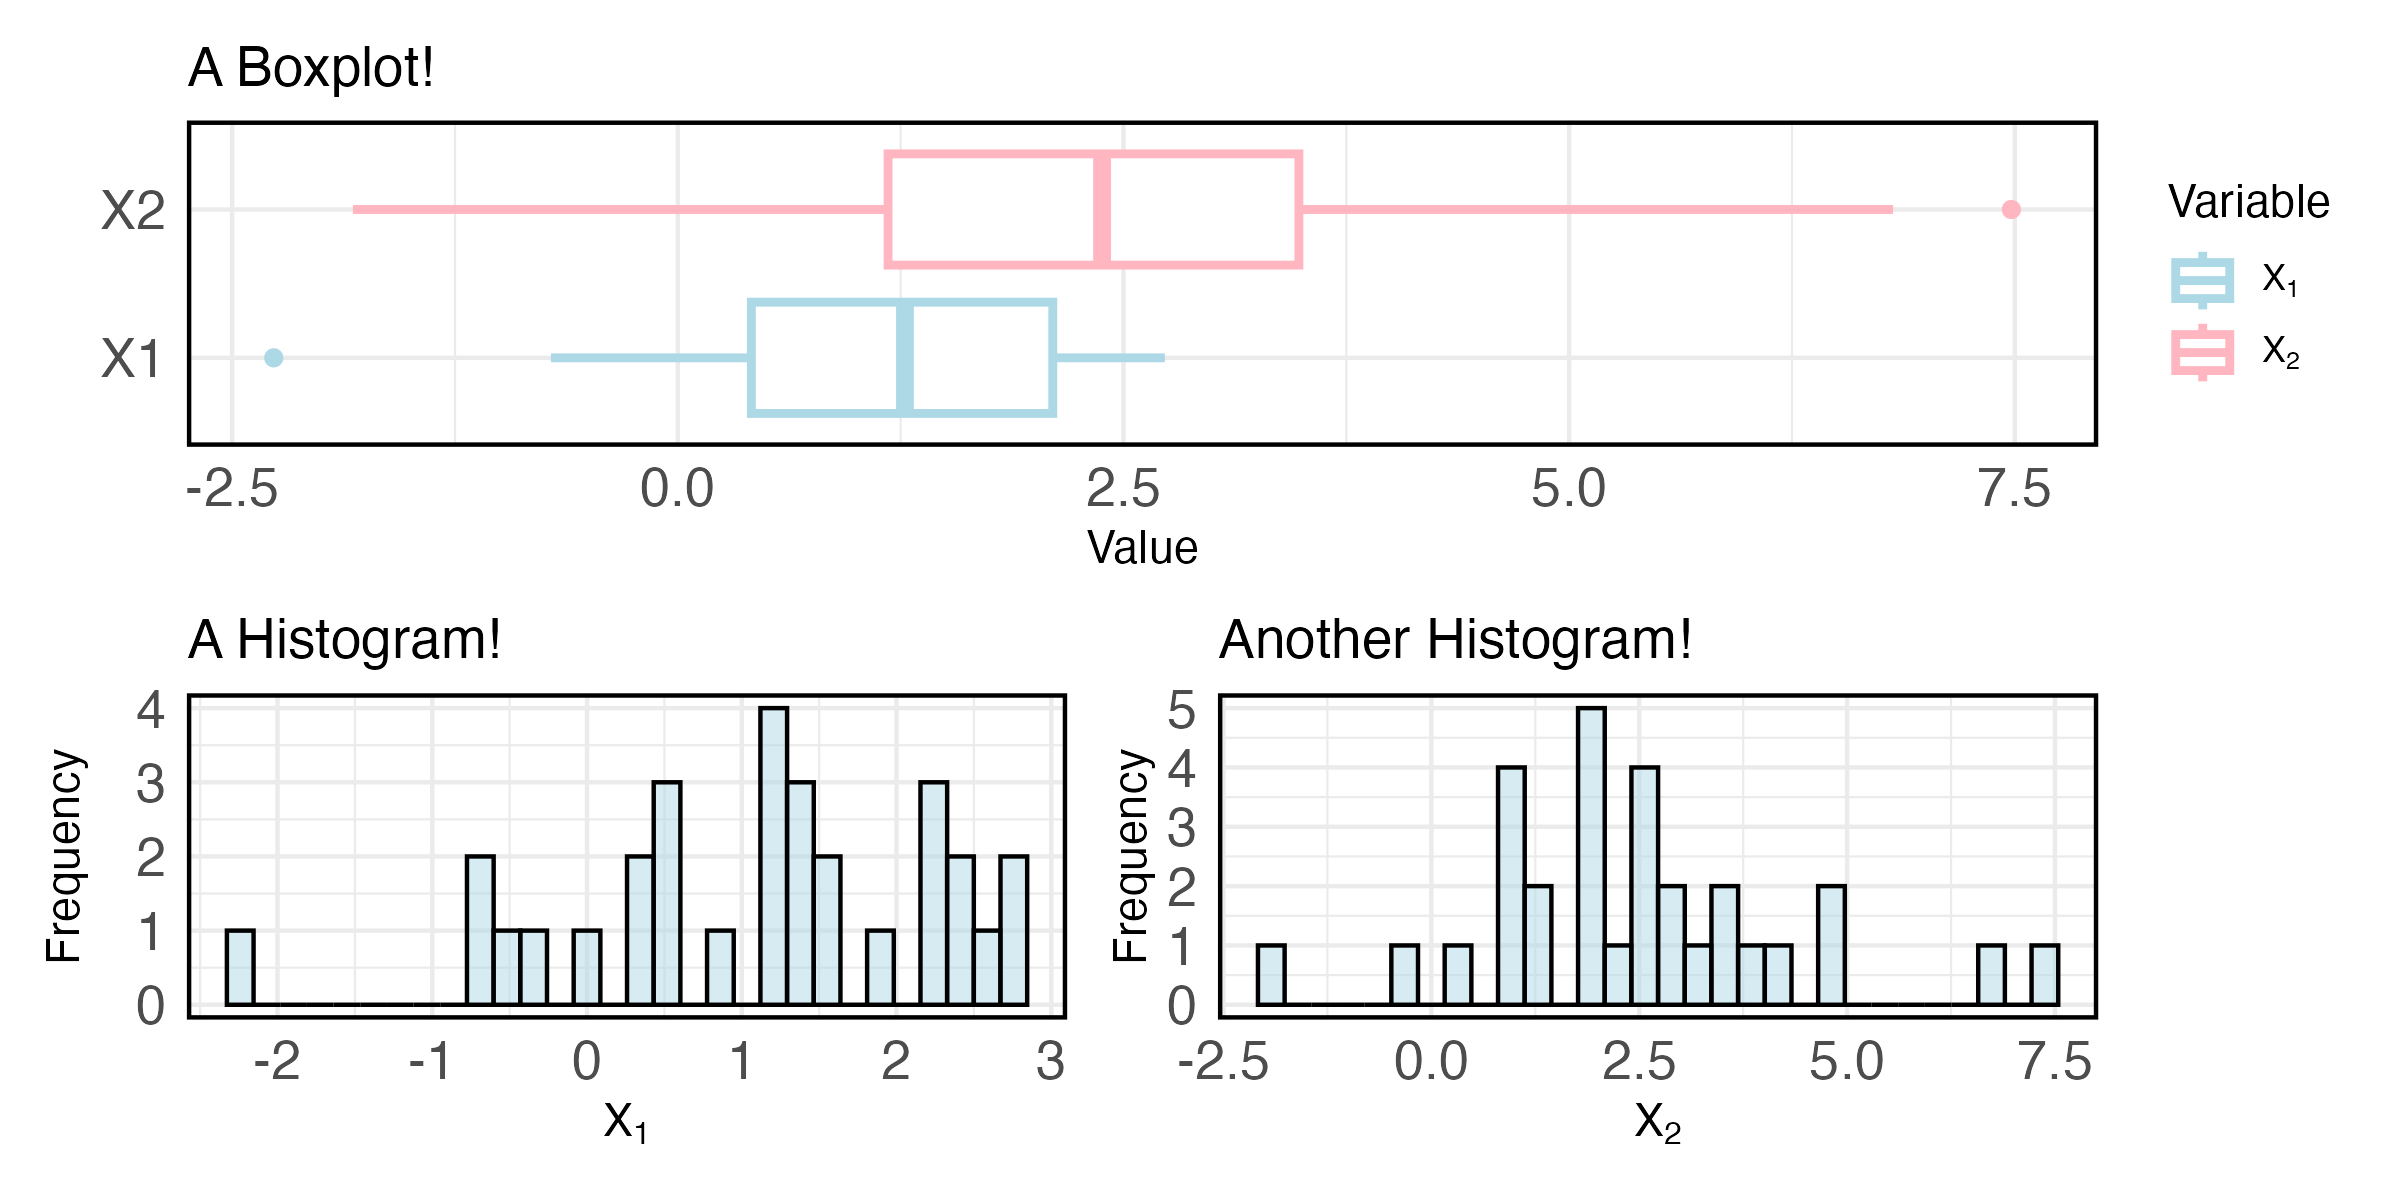 A Boxplot!
X2
X1
-2.5 0.0 2.5 5.0 7.5
Value
Variable
X₁
X₂
A Histogram!
Frequency
4
3
2
1
0
-2 -1 0 1 2 3
X₁
Another Histogram!
Frequency
5
4
3
2
1
0
-2.5 0.0 2.5 5.0 7.5
X₂